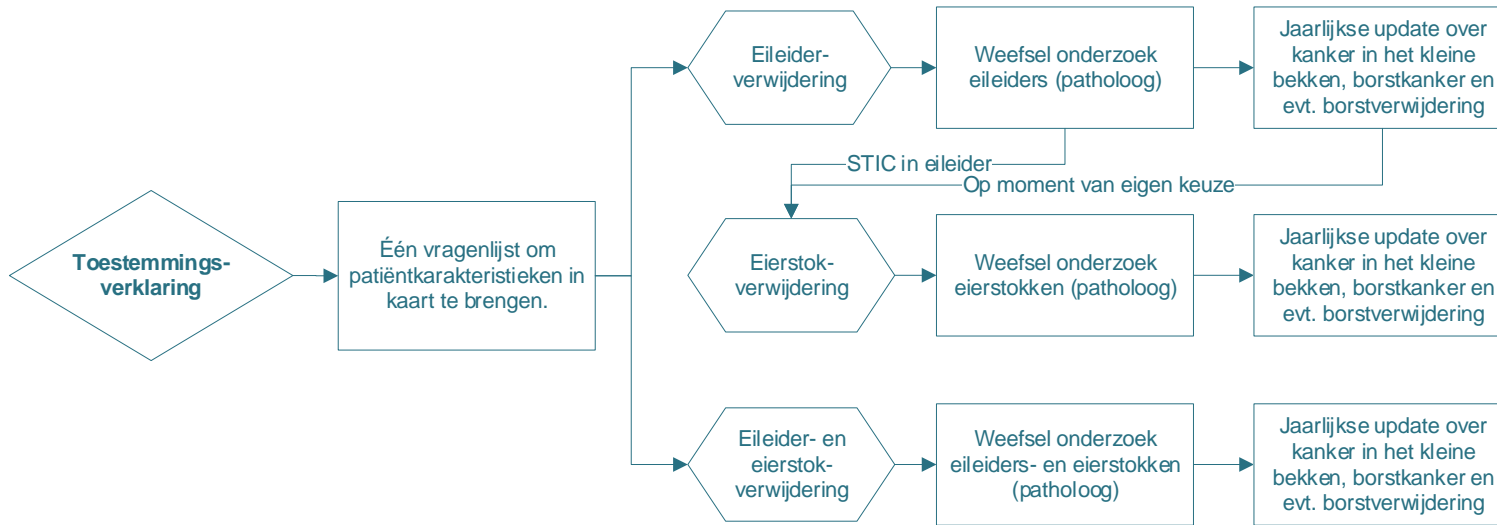 Toestemmings-
verklaring
Één vragenlijst om
patiëntkarakteristieken in
kaart te brengen.
Eileider-
verwijdering
Weefsel onderzoek
eileiders (patholoog)
Jaarlijkse update over
kanker in het kleine
bekken, borstkanker en
evt. borstverwijdering
STIC in eileider
Op moment van eigen keuze
Eierstok-
verwijdering
Weefsel onderzoek
eierstokken (patholoog)
Jaarlijkse update over
kanker in het kleine
bekken, borstkanker en
evt. borstverwijdering
Eileider- en
eierstok-
verwijdering
Weefsel onderzoek
eileiders- en eierstokken
(patholoog)
Jaarlijkse update over
kanker in het kleine
bekken, borstkanker en
evt. borstverwijdering